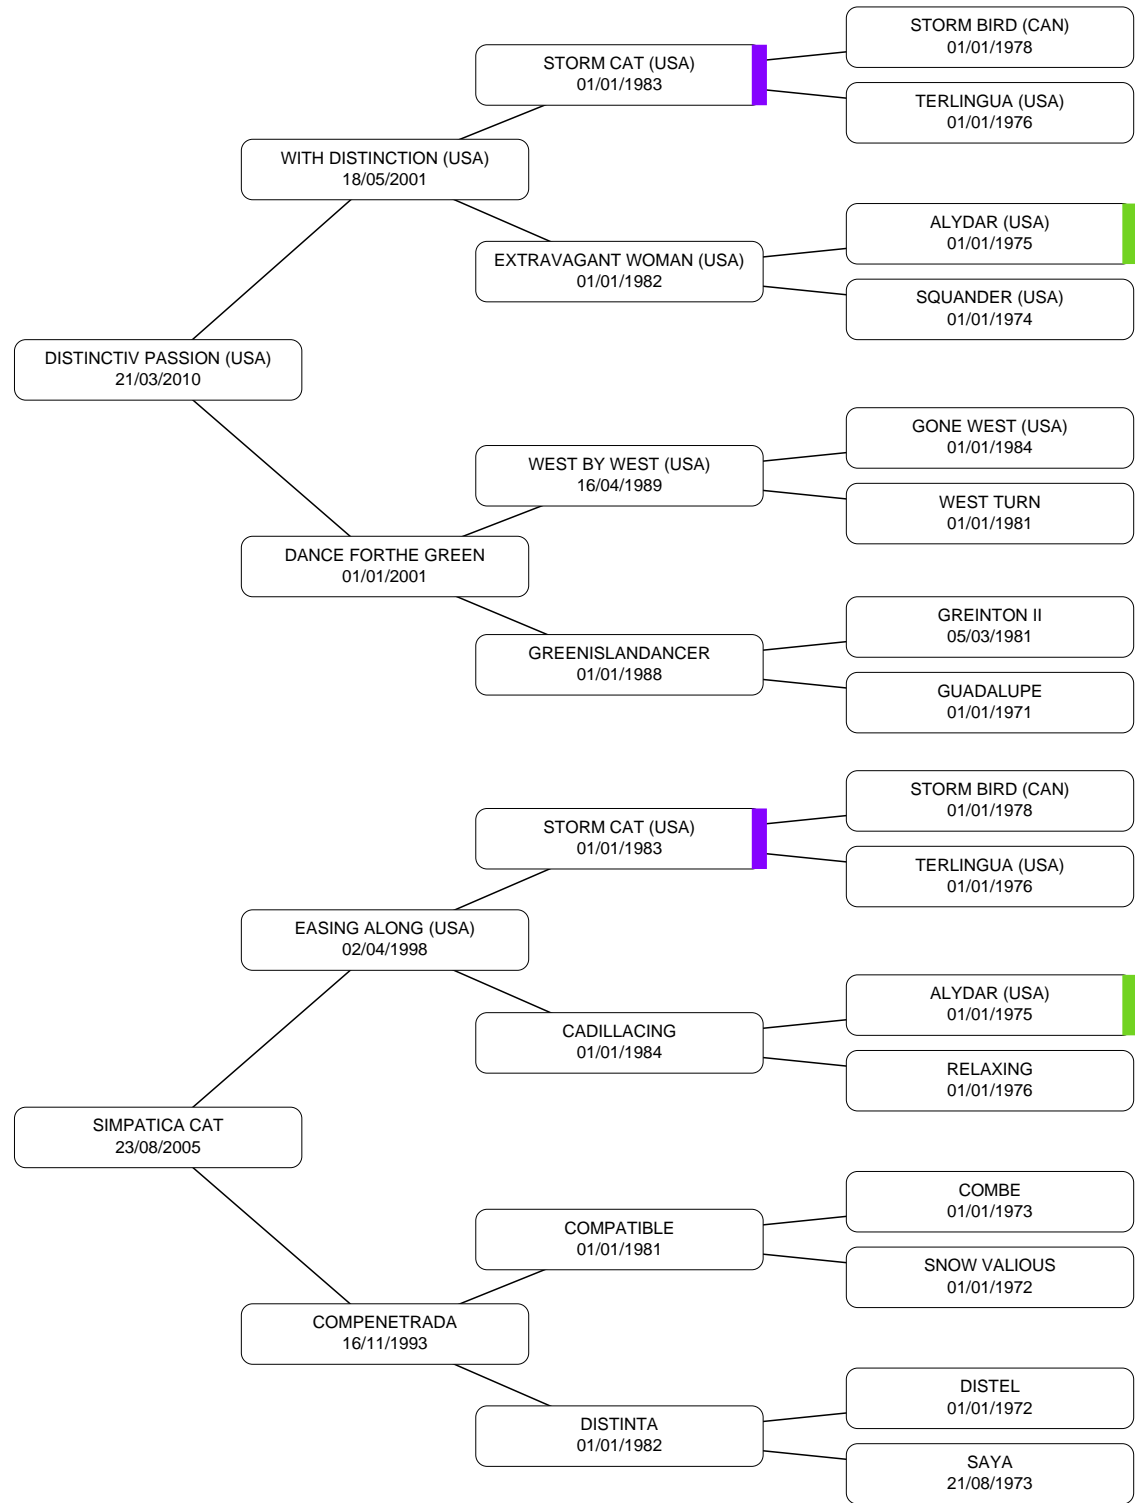 STORM BIRD (CAN)
01/01/1978
STORM CAT (USA)
01/01/1983
TERLINGUA (USA)
01/01/1976
WITH DISTINCTION (USA)
18/05/2001
ALYDAR (USA)
01/01/1975
EXTRAVAGANT WOMAN (USA)
01/01/1982
SQUANDER (USA)
01/01/1974
DISTINCTIV PASSION (USA)
21/03/2010
GONE WEST (USA)
01/01/1984
WEST BY WEST (USA)
16/04/1989
WEST TURN
01/01/1981
DANCE FORTHE GREEN
01/01/2001
GREINTON II
05/03/1981
GREENISLANDANCER
01/01/1988
GUADALUPE
01/01/1971
STORM BIRD (CAN)
01/01/1978
STORM CAT (USA)
01/01/1983
TERLINGUA (USA)
01/01/1976
EASING ALONG (USA)
02/04/1998
ALYDAR (USA)
01/01/1975
CADILLACING
01/01/1984
RELAXING
01/01/1976
SIMPATICA CAT
23/08/2005
COMBE
01/01/1973
COMPATIBLE
01/01/1981
SNOW VALIOUS
01/01/1972
COMPENETRADA
16/11/1993
DISTEL
01/01/1972
DISTINTA
01/01/1982
SAYA
21/08/1973